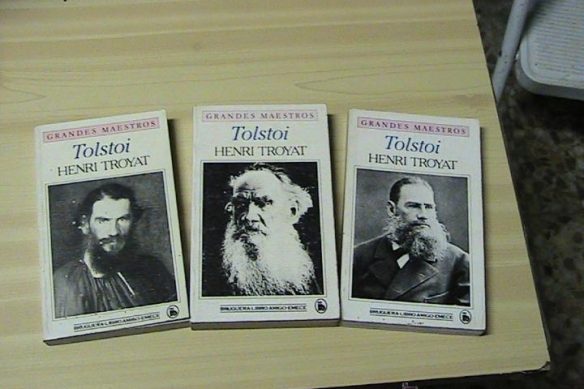 GRANDES MAESTROS
Tolstoi
HENRI TROYAT
BRUGUERA-LIBRO AMIGO-EMECE
GRANDES MAESTROS
Tolstoi
HENRI TROYAT
BRUGUERA-LIBRO AMIGO-EMECE
GRANDES MAESTROS
Tolstoi
HENRI TROYAT
BRUGUERA-LIBRO AMIGO-EMECE